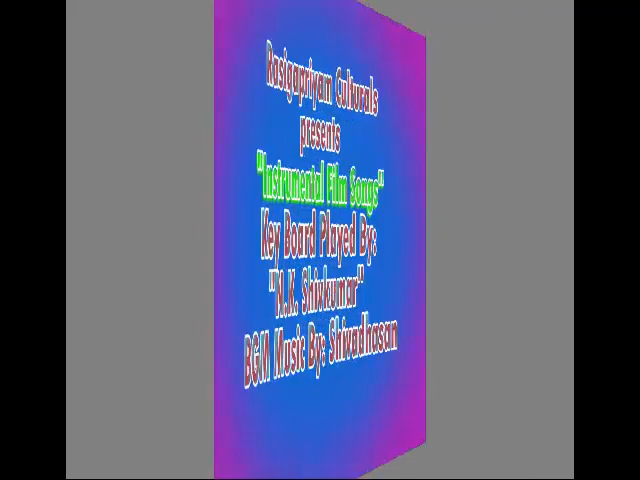 Rasigapriyam Culturals
presents
"Instrumental Film Songs"
Key Board Played By:
"M.K. Shivkumar"
BGM Music By: Shivadhasan